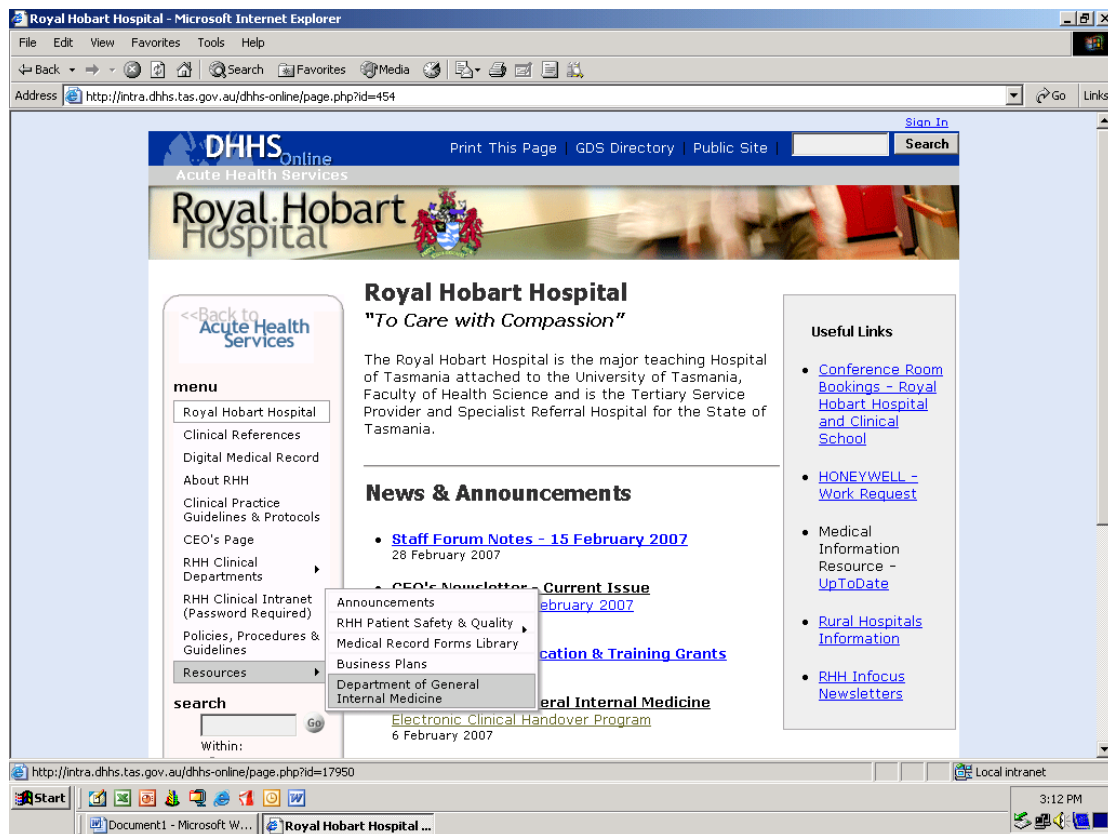 Royal Hobart Hospital - Microsoft Internet Explorer
File Edit View Favorites Tools Help
Back Search Favorites Media
Address http://intra.dhhs.tas.gov.au/dhhs-online/page.php?id=454 Go Links
Sign In
DHHS Online
Print This Page GDS Directory Public Site Search
Acute Health Services
Royal Hobart
Hospital
<<Back to
Acute Health
Services
menu
Royal Hobart Hospital
Clinical References
Digital Medical Record
About RHH
Clinical Practice
Guidelines & Protocols
CEO's Page
RHH Clinical
Departments
RHH Clinical Intranet
(Password Required)
Policies, Procedures &
Guidelines
Resources
Announcements
RHH Patient Safety & Quality
Medical Record Forms Library
Business Plans
Department of General
Internal Medicine
search
Go
Within:
Royal Hobart Hospital
"To Care with Compassion"
The Royal Hobart Hospital is the major teaching Hospital
of Tasmania attached to the University of Tasmania,
Faculty of Health Science and is the Tertiary Service
Provider and Specialist Referral Hospital for the State of
Tasmania.
News & Announcements
Staff Forum Notes - 15 February 2007
28 February 2007
CEO's Newsletter - Current Issue
ebruary 2007
cation & Training Grants
eral Internal Medicine
Electronic Clinical Handover Program
6 February 2007
Useful Links
Conference Room
Bookings - Royal
Hobart Hospital
and Clinical
School
HONEYWELL -
Work Request
Medical
Information
Resource -
UpToDate
Rural Hospitals
Information
RHH Infocus
Newsletters
http://intra.dhhs.tas.gov.au/dhhs-online/page.php?id=17950 Local intranet
Start 3:12 PM
Document1 - Microsoft W... Royal Hobart Hospital ...